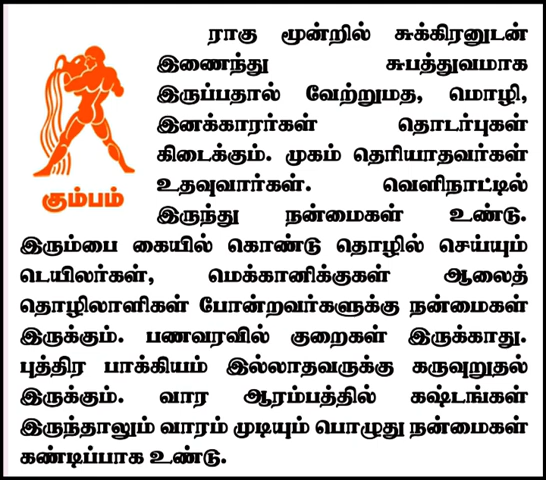 ராகு மூன்றில் சுக்கிரனுடன்
இணைந்து சுபத்துவமாக
இருப்பதால் வேற்றுமத, மொழி,
இனக்காரர்கள் தொடர்புகள்
கிடைக்கும். முகம் தெரியாதவர்கள்
உதவுவார்கள். வெளிநாட்டில்
இருந்து நன்மைகள் உண்டு.
கும்பம்
இரும்பை கையில் கொண்டு தொழில் செய்யும்
டெயிலர்கள், மெக்கானிக்குகள் ஆலைத்
தொழிலாளிகள் போன்றவர்களுக்கு நன்மைகள்
இருக்கும். பணவரவில் குறைகள் இருக்காது.
புத்திர பாக்கியம் இல்லாதவருக்கு கருவுறுதல்
இருக்கும். வார ஆரம்பத்தில் கஷ்டங்கள்
இருந்தாலும் வாரம் முடியும் பொழுது நன்மைகள்
கண்டிப்பாக உண்டு.